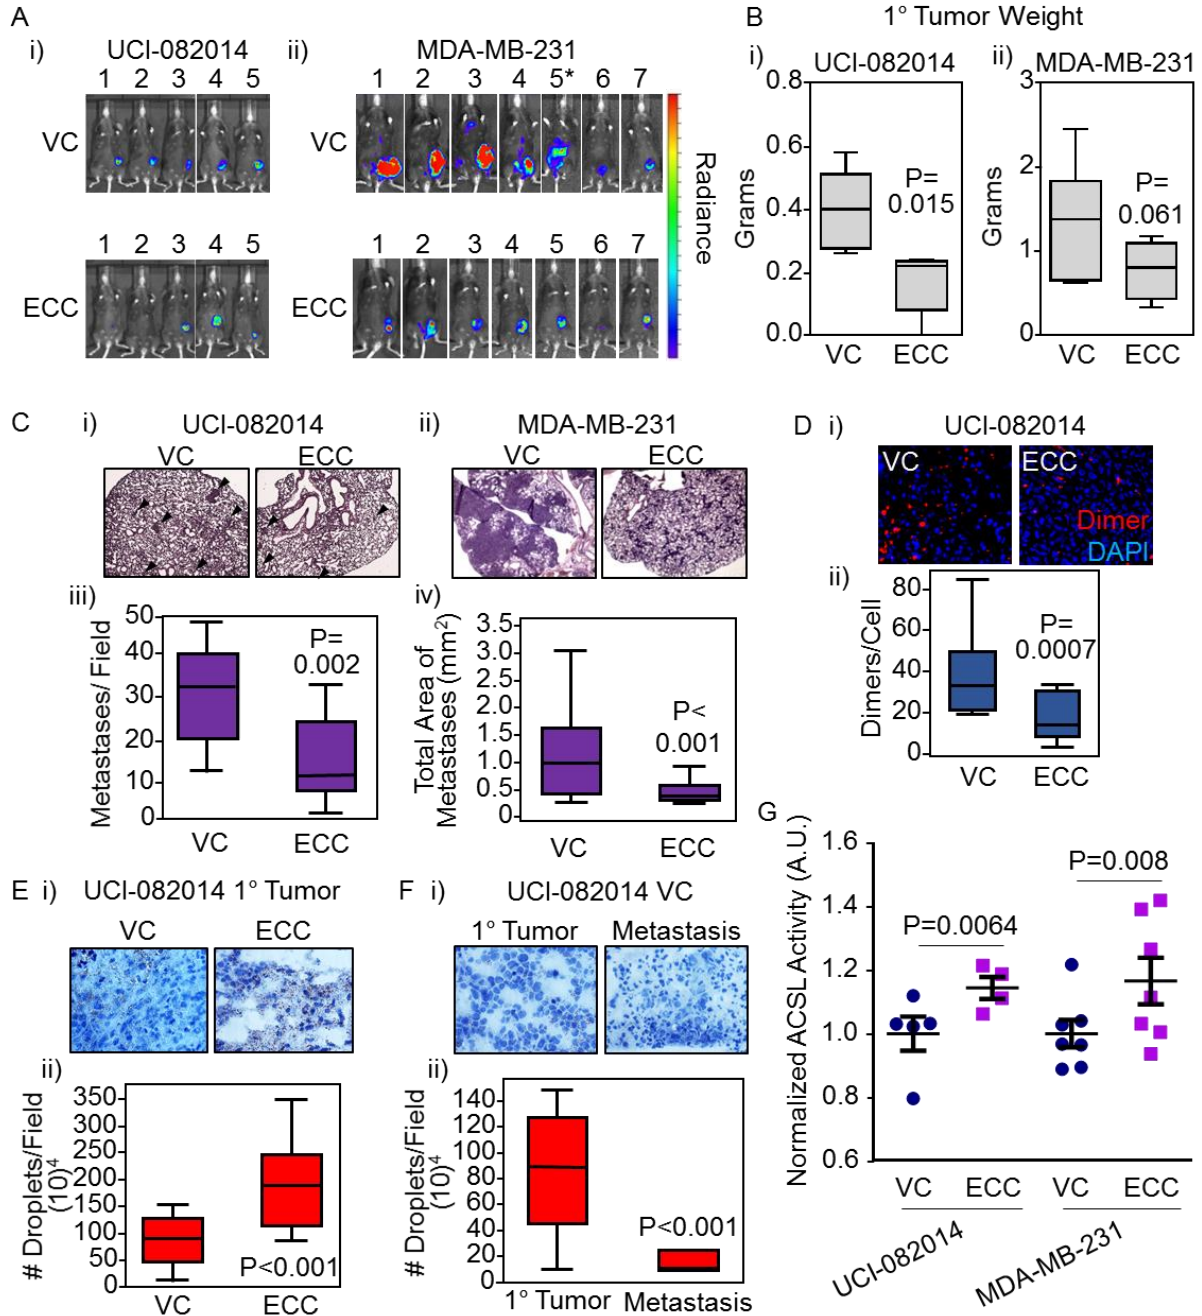 A
i) UCI-082014
1 2 3 4 5
VC
1 2 3 4 5
ECC
ii) MDA-MB-231
1 2 3 4 5* 6 7
VC
1 2 3 4 5 6 7
ECC
Radiance
B 1° Tumor Weight
i) UCI-082014
Grams
0.8
0.6
0.4
0.2
0.0
P=
0.015
VC ECC
ii) MDA-MB-231
Grams
3
2
1
0
P=
0.061
VC ECC
C i) UCI-082014
VC ECC
ii) MDA-MB-231
VC ECC
iii)
Metastases/ Field
50
40
30
20
10
0
P=
0.002
VC ECC
iv)
Total Area of
Metastases (mm²)
3.5
3.0
2.5
2.0
1.5
1.0
0.5
0
P<
0.001
VC ECC
D i) UCI-082014
VC ECC
Dimer
DAPI
ii)
Dimers/Cell
80
60
40
20
0
P=
0.0007
VC ECC
E i) UCI-082014 1° Tumor
VC ECC
ii)
# Droplets/Field
(10)⁴
350
300
250
200
150
100
50
0
P<0.001
VC ECC
F i) UCI-082014 VC
1° Tumor Metastasis
ii)
# Droplets/Field
(10)⁴
140
120
100
80
60
40
20
0
P<0.001
1° Tumor Metastasis
G
Normalized ACSL Activity (A.U.)
1.6
1.4
1.2
1.0
0.8
0.6
P=0.0064
P=0.008
VC ECC VC ECC
UCI-082014
MDA-MB-231